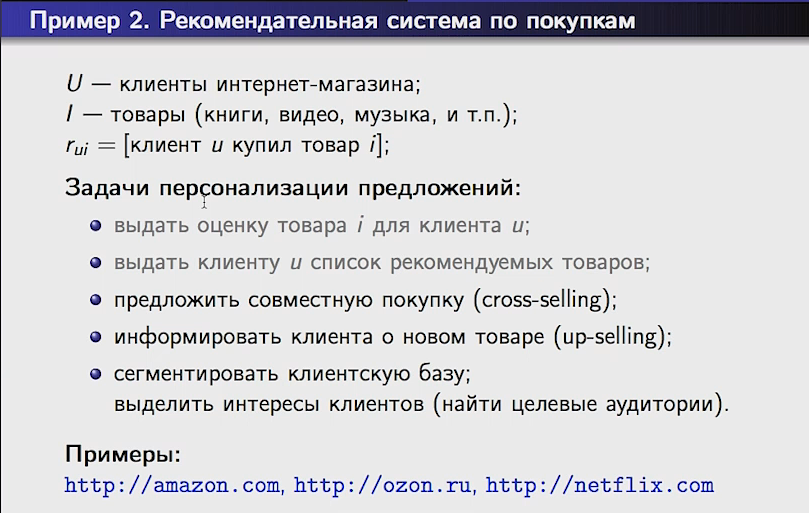 Пример 2. Рекомендательная система по покупкам
U — клиенты интернет-магазина;
I — товары (книги, видео, музыка, и т.п.);
rui = [клиент u купил товар i];
Задачи персонализации предложений:
выдать оценку товара i для клиента u;
выдать клиенту u список рекомендуемых товаров;
предложить совместную покупку (cross-selling);
информировать клиента о новом товаре (up-selling);
сегментировать клиентскую базу;
выделить интересы клиентов (найти целевые аудитории).
Примеры:
http://amazon.com, http://ozon.ru, http://netflix.com